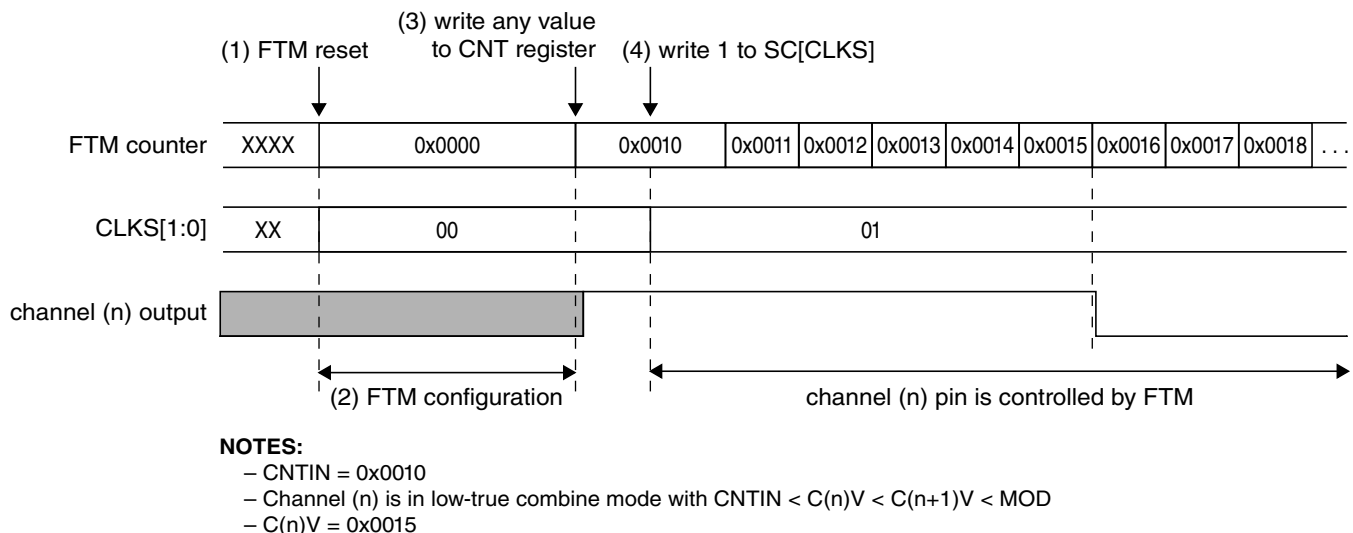 (3) write any value
(1) FTM reset to CNT register (4) write 1 to SC[CLKS]
FTM counter XXXX 0x0000 0x0010 0x0011 0x0012 0x0013 0x0014 0x0015 0x0016 0x0017 0x0018 . . .
CLKS[1:0] XX 00 01
channel (n) output
(2) FTM configuration channel (n) pin is controlled by FTM
NOTES:
– CNTIN = 0x0010
– Channel (n) is in low-true combine mode with CNTIN < C(n)V < C(n+1)V < MOD
– C(n)V = 0x0015